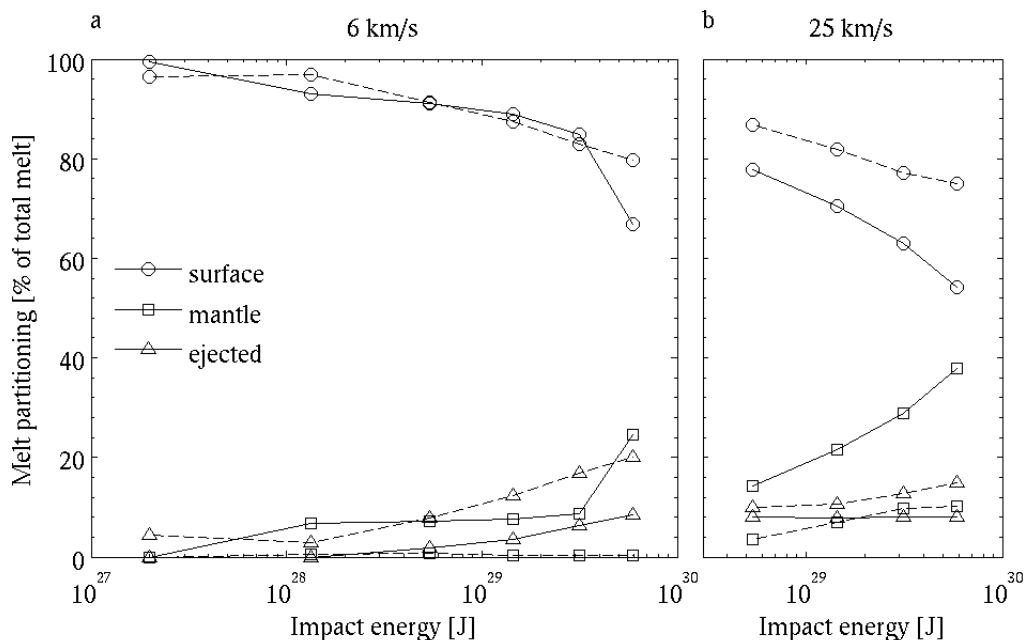 a
6 km/s
b
25 km/s
Melt partitioning [% of total melt]
100
80
60
40
20
0
surface
mantle
ejected
10^27
10^28
10^29
10^30
10^29
10^30
Impact energy [J]
Impact energy [J]